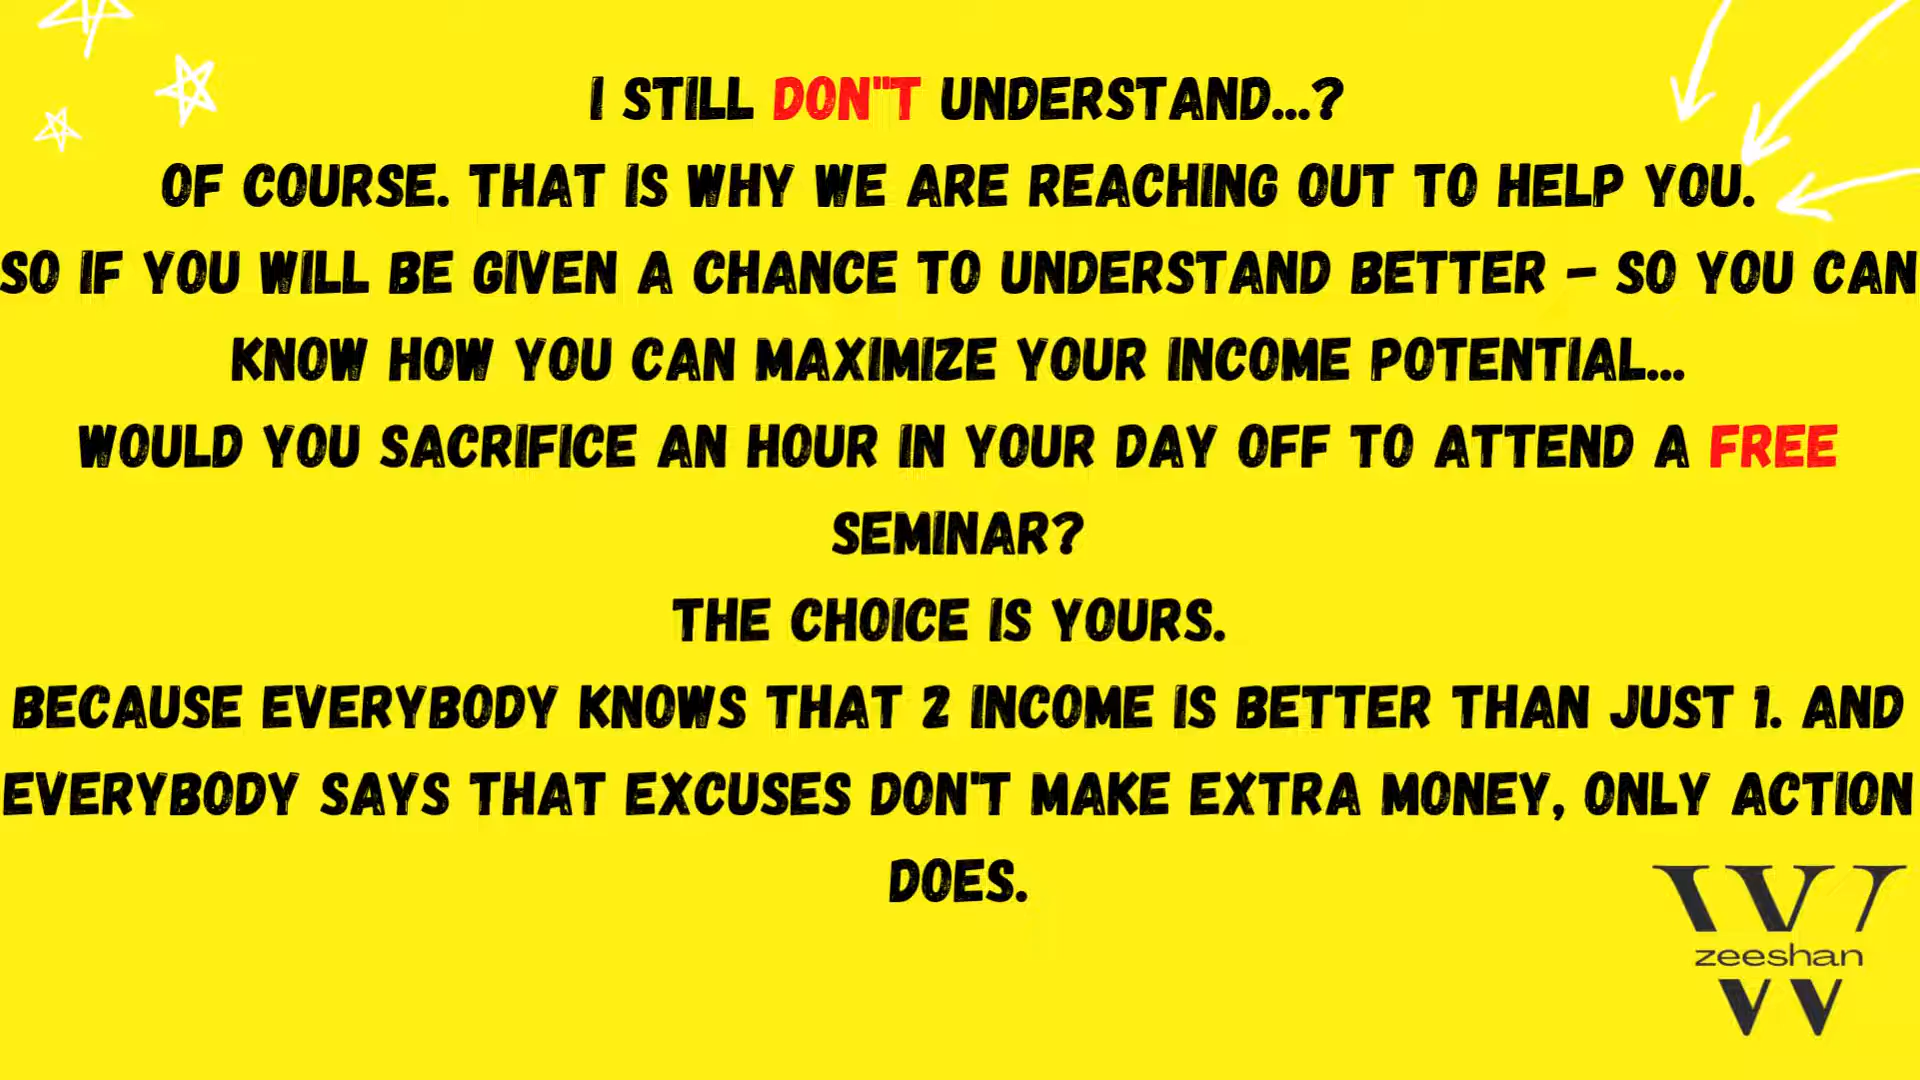 I STILL DON"T UNDERSTAND...?
OF COURSE. THAT IS WHY WE ARE REACHING OUT TO HELP YOU.
SO IF YOU WILL BE GIVEN A CHANCE TO UNDERSTAND BETTER – SO YOU CAN
KNOW HOW YOU CAN MAXIMIZE YOUR INCOME POTENTIAL...
WOULD YOU SACRIFICE AN HOUR IN YOUR DAY OFF TO ATTEND A FREE
SEMINAR?
THE CHOICE IS YOURS.
BECAUSE EVERYBODY KNOWS THAT 2 INCOME IS BETTER THAN JUST 1. AND
EVERYBODY SAYS THAT EXCUSES DON'T MAKE EXTRA MONEY, ONLY ACTION
DOES.
W
zeeshan